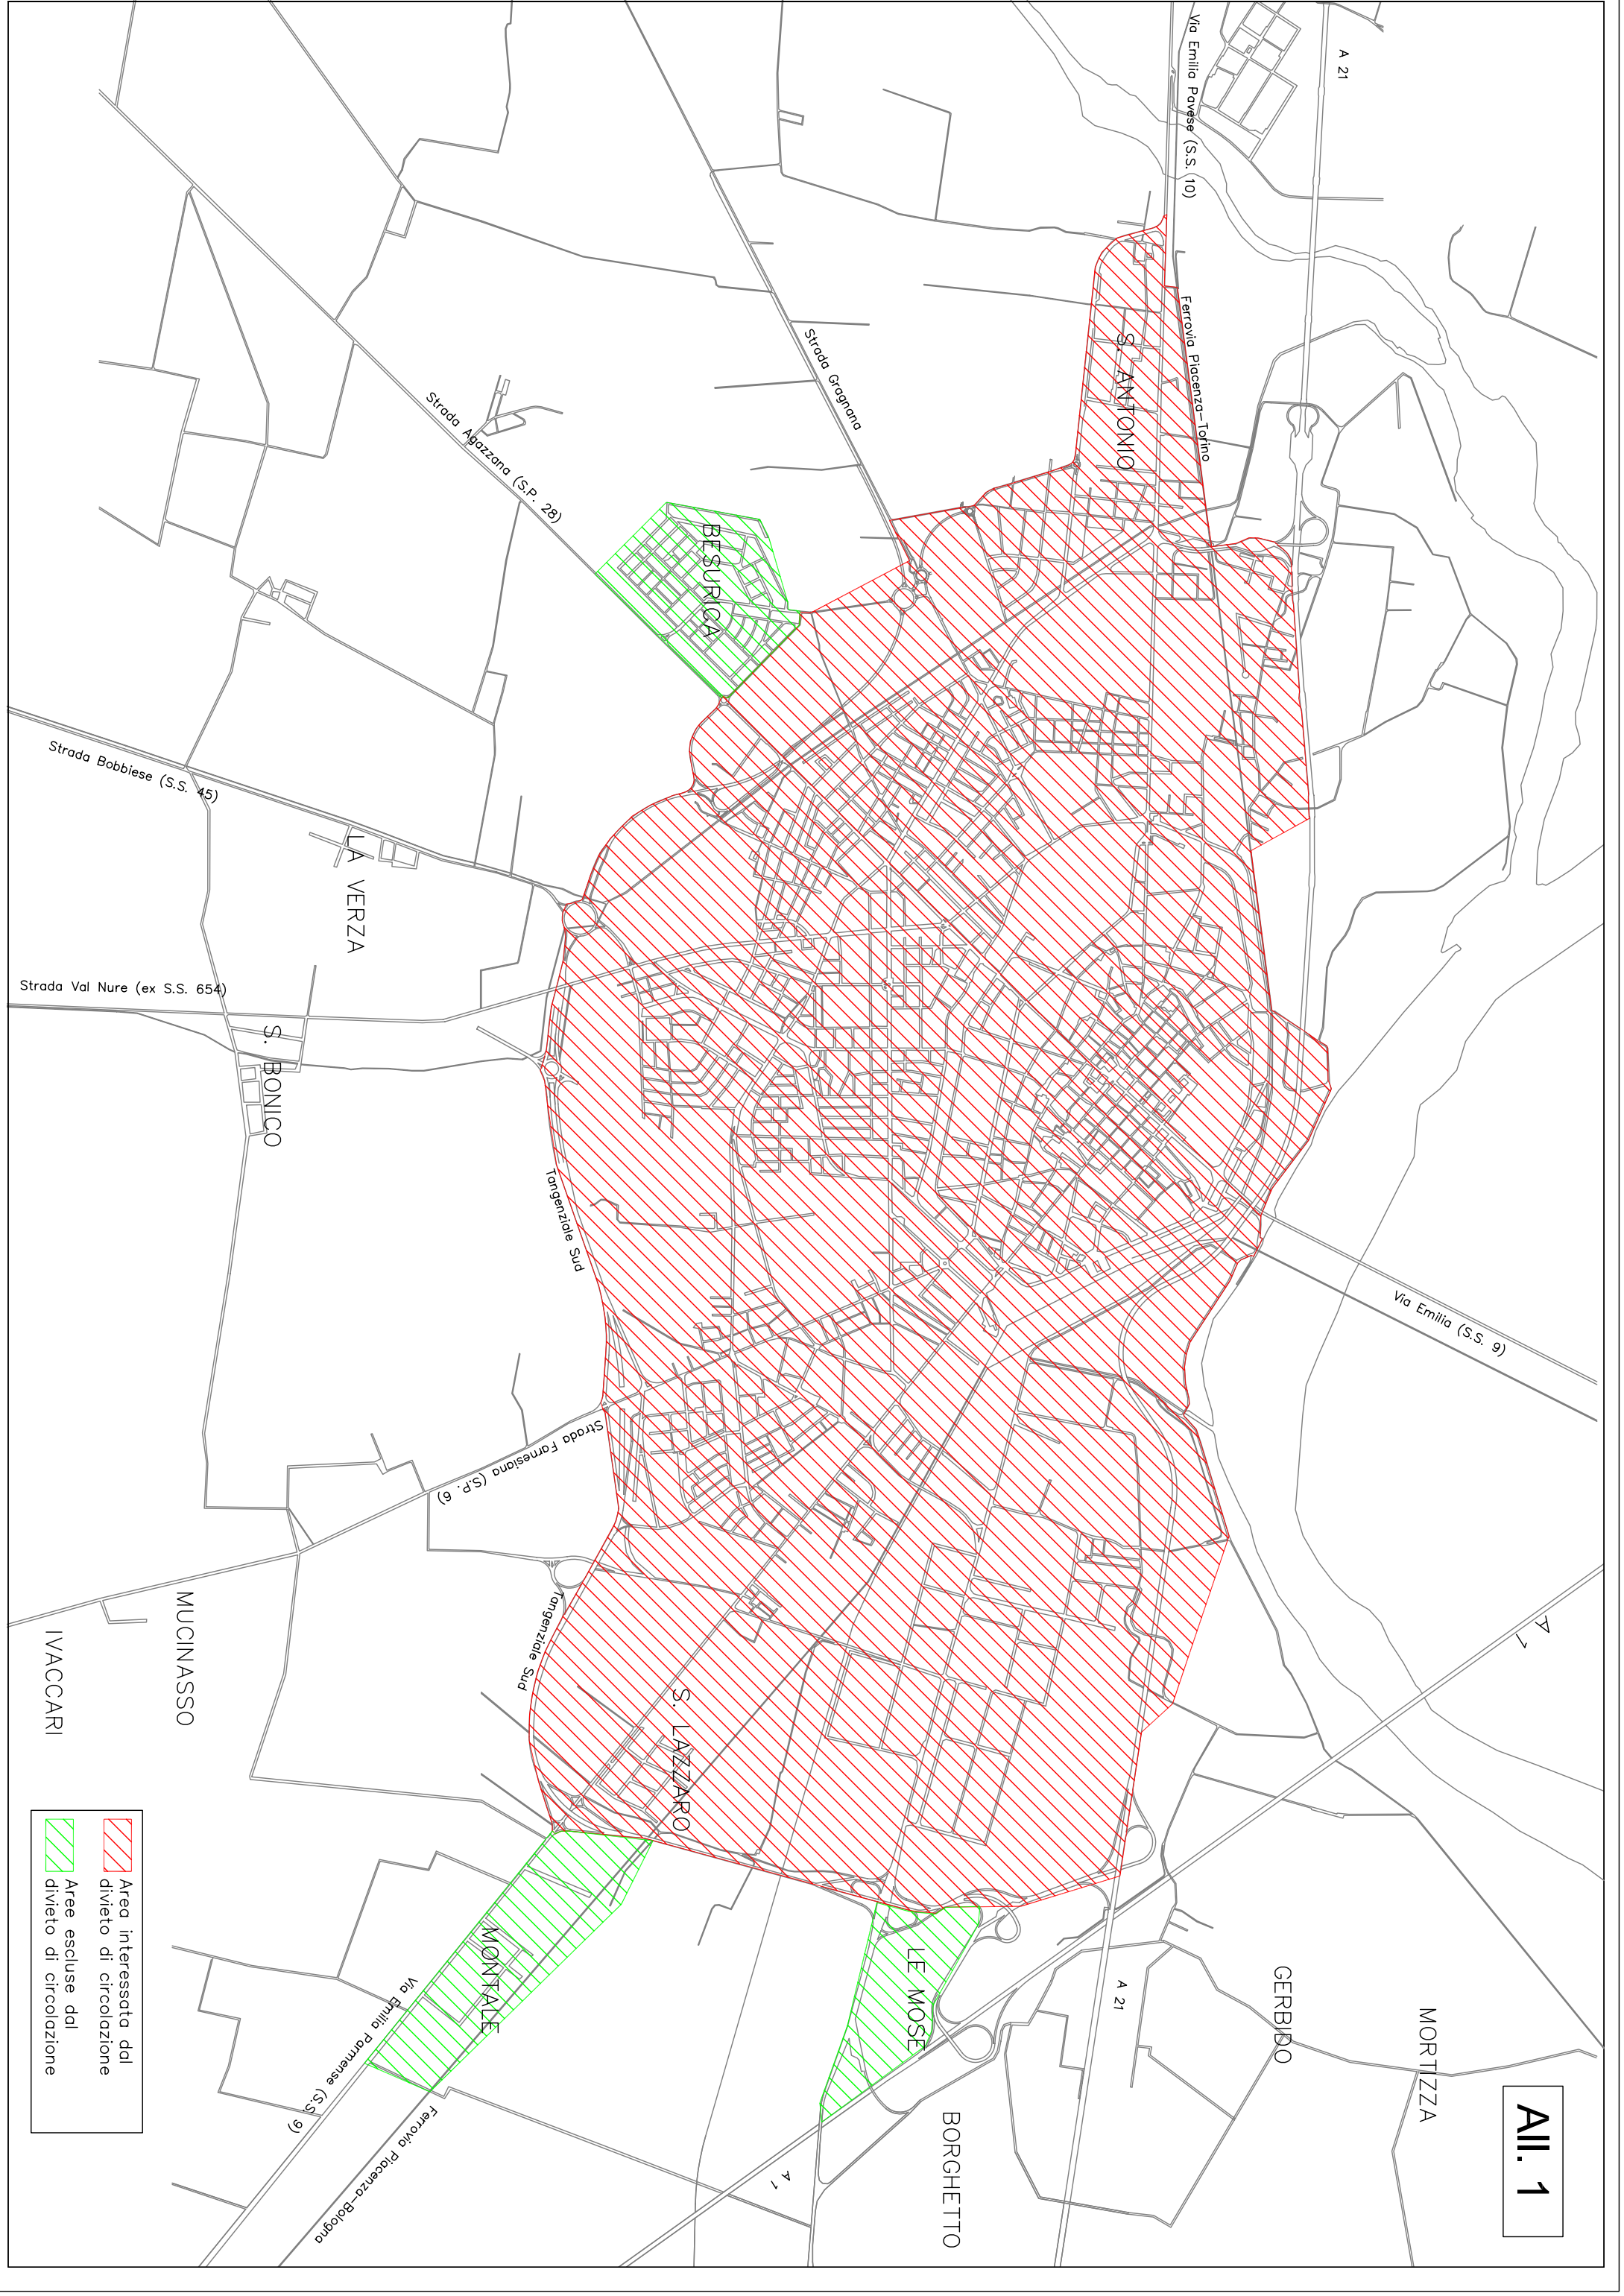 All. 1
A 21
Via Emilia Pavese (S.S. 10)
Ferrovia Piacenza-Torino
S. ANTONIO
Strada Gragnana
Strada Agazzana (S.P. 28)
BESURICA
Strada Bobbiese (S.S. 45)
LA VERZA
Strada Val Nure (ex S.S. 654)
S. BONICO
Tangenziale Sud
Via Emilia (S.S. 9)
Strada Farnesiana (S.P. 6)
Tangenziale Sud
MUCINASSO
IVACCARI
A 1
S. LAZZARO
MONTALE
LE MOSE
A 21
GERBIDO
MORTIZZA
BORGHETTO
A 1
Via Emilia Parmense (S.S. 9)
Ferrovia Piacenza-Bologna
Area interessata dal
divieto di circolazione
Aree escluse dal
divieto di circolazione